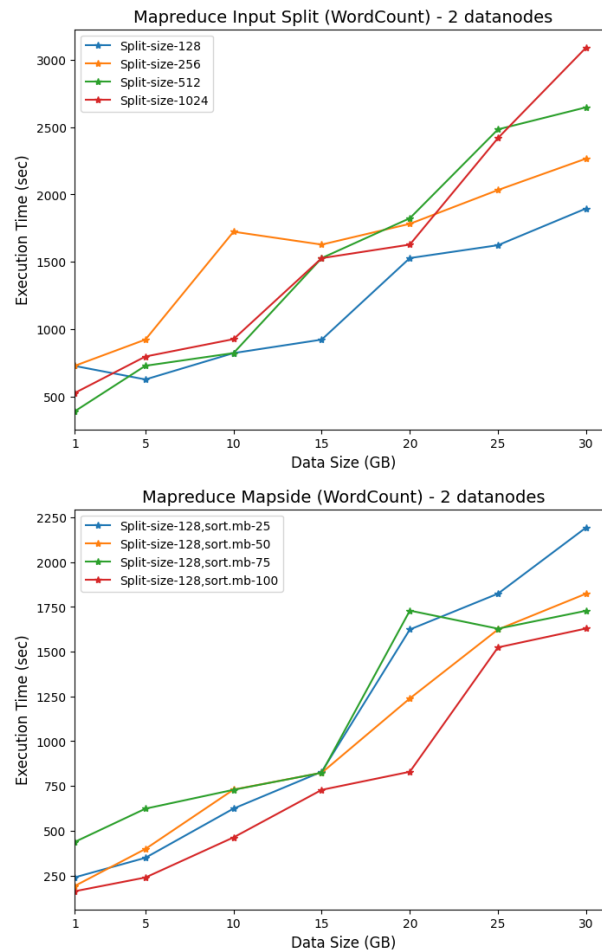 Mapreduce Input Split (WordCount) - 2 datanodes
Split-size-128
Split-size-256
Split-size-512
Split-size-1024
3000
2500
2000
1500
1000
500
Execution Time (sec)
1 5 10 15 20 25 30
Data Size (GB)
Mapreduce Mapside (WordCount) - 2 datanodes
Split-size-128,sort.mb-25
Split-size-128,sort.mb-50
Split-size-128,sort.mb-75
Split-size-128,sort.mb-100
2250
2000
1750
1500
1250
1000
750
500
250
Execution Time (sec)
1 5 10 15 20 25 30
Data Size (GB)